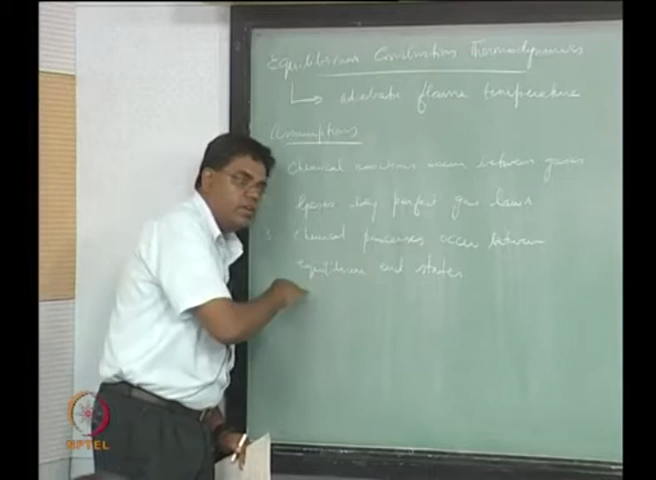 Equilibrium Combustion Thermodynamics
adiabatic flame temperature
Assumptions
Chemical reactions occur between gases
gases obey perfect gas laws
3 Chemical processes occur between
equilibrium end states
NPTEL